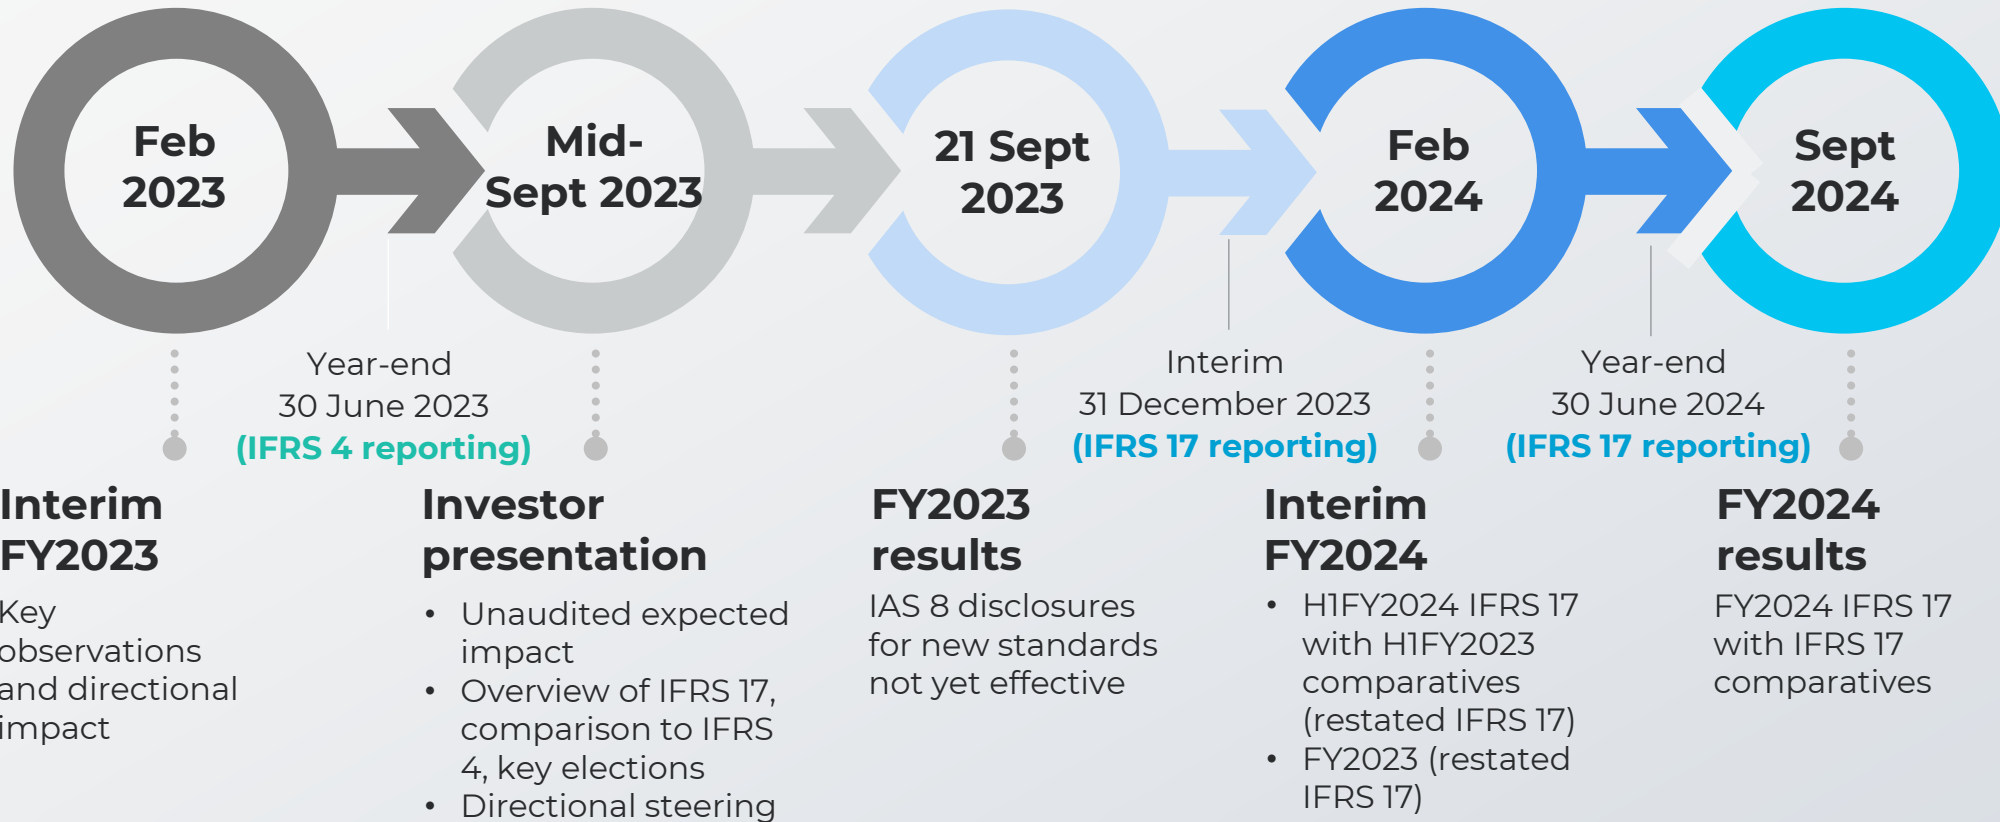 Feb
2023
Mid-
Sept 2023
21 Sept
2023
Feb
2024
Sept
2024
Year-end
30 June 2023
(IFRS 4 reporting)
Interim
31 December 2023
(IFRS 17 reporting)
Year-end
30 June 2024
(IFRS 17 reporting)
Interim
FY2023
Key
observations
and directional
impact
Investor
presentation
• Unaudited expected
impact
• Overview of IFRS 17,
comparison to IFRS
4, key elections
• Directional steering
FY2023
results
IAS 8 disclosures
for new standards
not yet effective
Interim
FY2024
• H1FY2024 IFRS 17
with H1FY2023
comparatives
(restated IFRS 17)
• FY2023 (restated
IFRS 17)
FY2024
results
FY2024 IFRS 17
with IFRS 17
comparatives